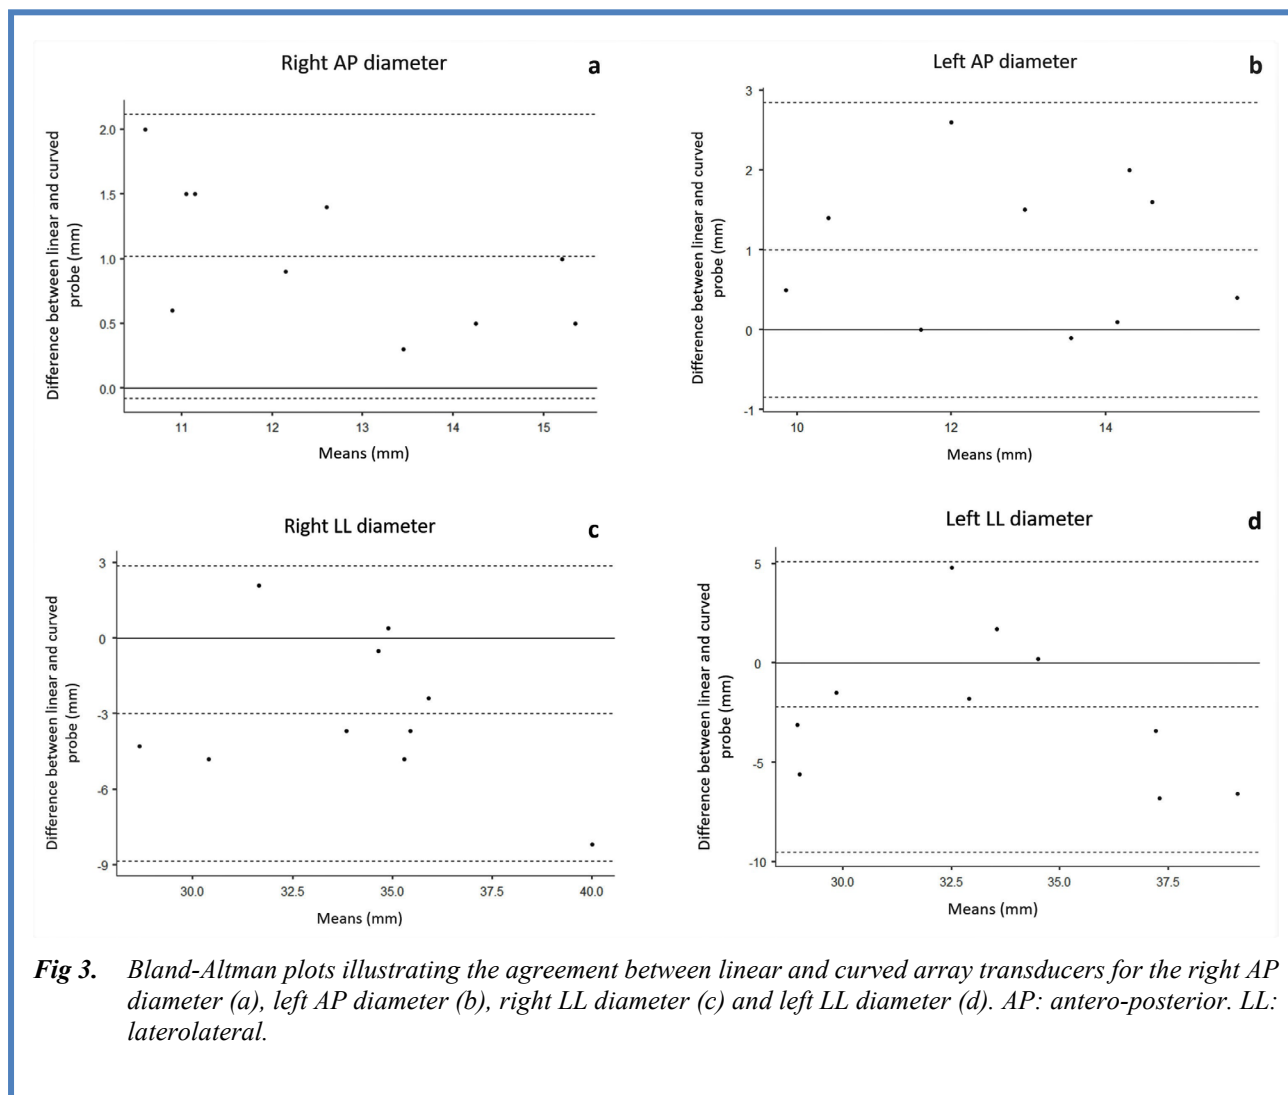 Right AP diameter
a
Difference between linear and curved
probe (mm)
2.0
1.5
1.0
0.5
0.0
11 12 13 14 15
Means (mm)
Left AP diameter
b
Difference between linear and curved
probe (mm)
3
2
1
0
-1
10 12 14
Means (mm)
Right LL diameter
c
Difference between linear and curved
probe (mm)
3
0
-3
-6
-9
30.0 32.5 35.0 37.5 40.0
Means (mm)
Left LL diameter
d
Difference between linear and curved
probe (mm)
5
0
-5
-10
30.0 32.5 35.0 37.5
Means (mm)
Fig 3. Bland-Altman plots illustrating the agreement between linear and curved array transducers for the right AP
diameter (a), left AP diameter (b), right LL diameter (c) and left LL diameter (d). AP: antero-posterior. LL:
laterolateral.